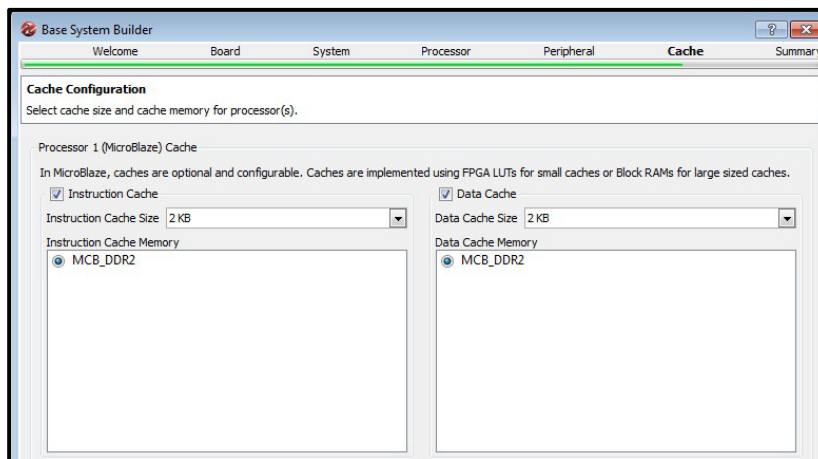 Base System Builder
Welcome Board System Processor Peripheral Cache Summary
Cache Configuration
Select cache size and cache memory for processor(s).
Processor 1 (MicroBlaze) Cache
In MicroBlaze, caches are optional and configurable. Caches are implemented using FPGA LUTs for small caches or Block RAMs for large sized caches.
Instruction Cache
Instruction Cache Size 2 KB
Instruction Cache Memory
MCB_DDR2
Data Cache
Data Cache Size 2 KB
Data Cache Memory
MCB_DDR2